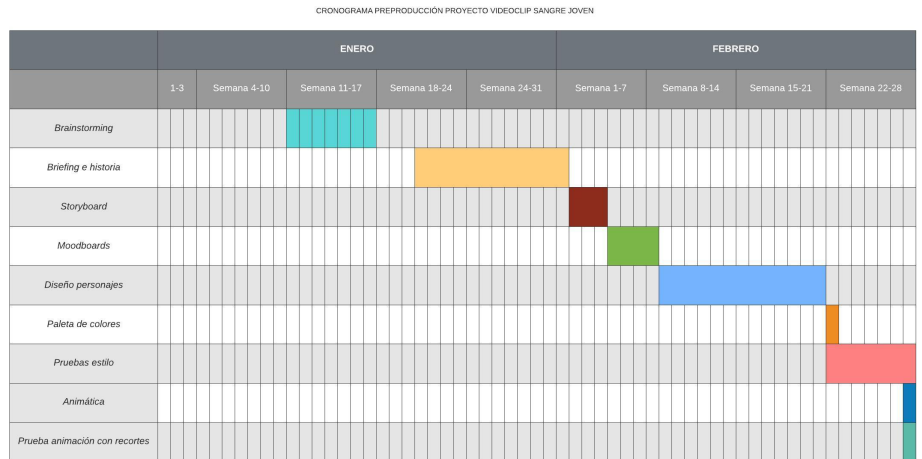 CRONOGRAMA PREPRODUCCIÓN PROYECTO VIDEOCLIP SANGRE JOVEN
ENERO FEBRERO
1-3 Semana 4-10 Semana 11-17 Semana 18-24 Semana 24-31 Semana 1-7 Semana 8-14 Semana 15-21 Semana 22-28
Brainstorming
Briefing e historia
Storyboard
Moodboards
Diseño personajes
Paleta de colores
Pruebas estilo
Animática
Prueba animación con recortes